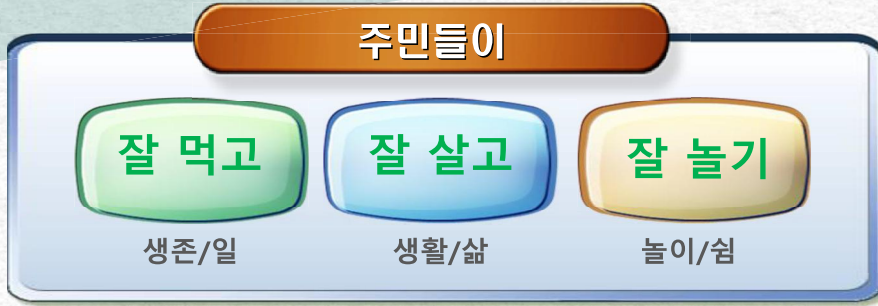 주민들이
잘 먹고 잘 살고 잘 놀기
생존/일 생활/삶 놀이/쉼